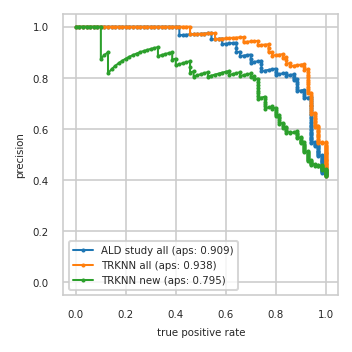 1.0
0.8
0.6
0.4
0.2
0.0
precision
ALD study all (aps: 0.909)
TRKNN all (aps: 0.938)
TRKNN new (aps: 0.795)
0.0 0.2 0.4 0.6 0.8 1.0
true positive rate